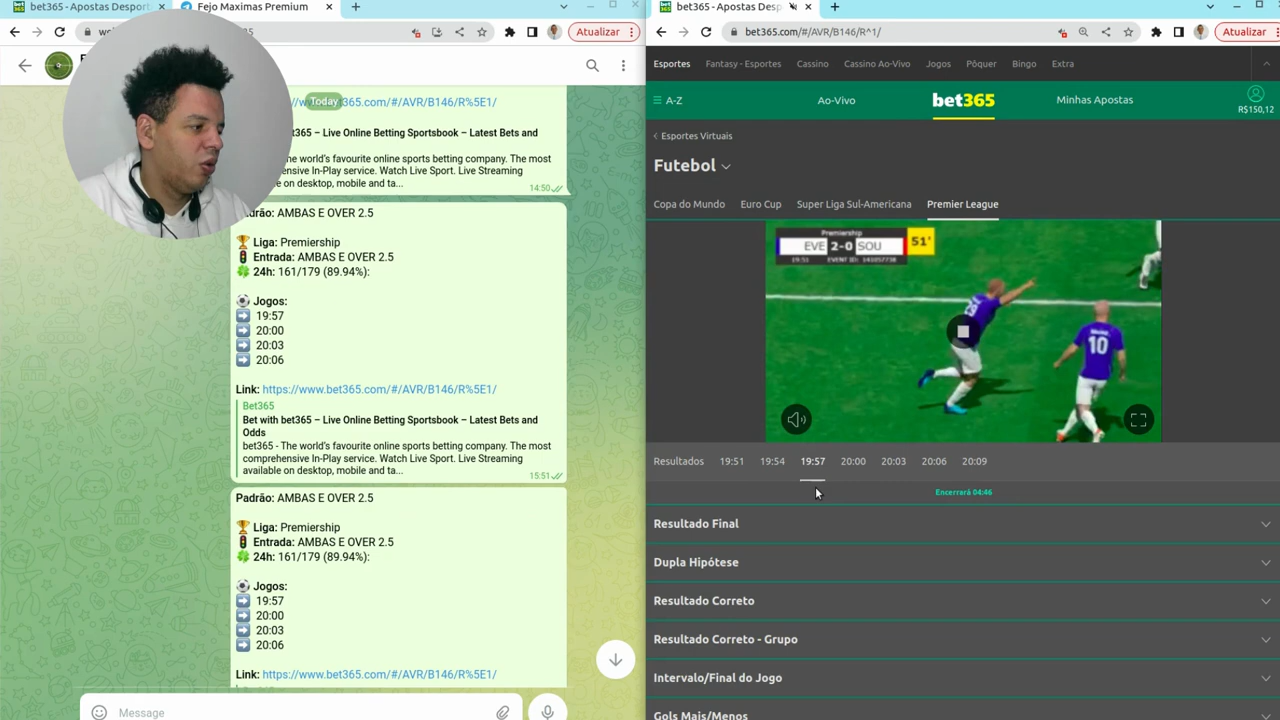 bet365 - Apostas Desport
Fejo Maximas Premium
Atualizar
Today
365.com/#/AVR/B146/R%5E1/
365 – Live Online Betting Sportsbook – Latest Bets and
the world's favourite online sports betting company. The most
ensive In-Play service. Watch Live Sport. Live Streaming
e on desktop, mobile and ta...
14:50
AMBAS E OVER 2.5
Liga: Premiership
Entrada: AMBAS E OVER 2.5
24h: 161/179 (89.94%):
Jogos:
19:57
20:00
20:03
20:06
Link: https://www.bet365.com/#/AVR/B146/R%5E1/
Bet365
Bet with bet365 – Live Online Betting Sportsbook – Latest Bets and
Odds
bet365 - The world's favourite online sports betting company. The most
comprehensive In-Play service. Watch Live Sport. Live Streaming
available on desktop, mobile and ta...
15:51
Padrão: AMBAS E OVER 2.5
Liga: Premiership
Entrada: AMBAS E OVER 2.5
24h: 161/179 (89.94%):
Jogos:
19:57
20:00
20:03
20:06
Link: https://www.bet365.com/#/AVR/B146/R%5E1/
Message
bet365 - Apostas Desp
bet365.com/#/AVR/B146/R^1/
Atualizar
Esportes Fantasy - Esportes Cassino Cassino Ao-Vivo Jogos Pôquer Bingo Extra
A-Z Ao-Vivo bet365 Minhas Apostas
R$150,12
Esportes Virtuais
Futebol
Copa do Mundo Euro Cup Super Liga Sul-Americana Premier League
Premiership
EVE 2-0 SOU 51'
19:51 EVENT ID: 141057738
10
Resultados 19:51 19:54 19:57 20:00 20:03 20:06 20:09
Encerrará 04:46
Resultado Final
Dupla Hipótese
Resultado Correto
Resultado Correto - Grupo
Intervalo/Final do Jogo
Gols Mais/Menos